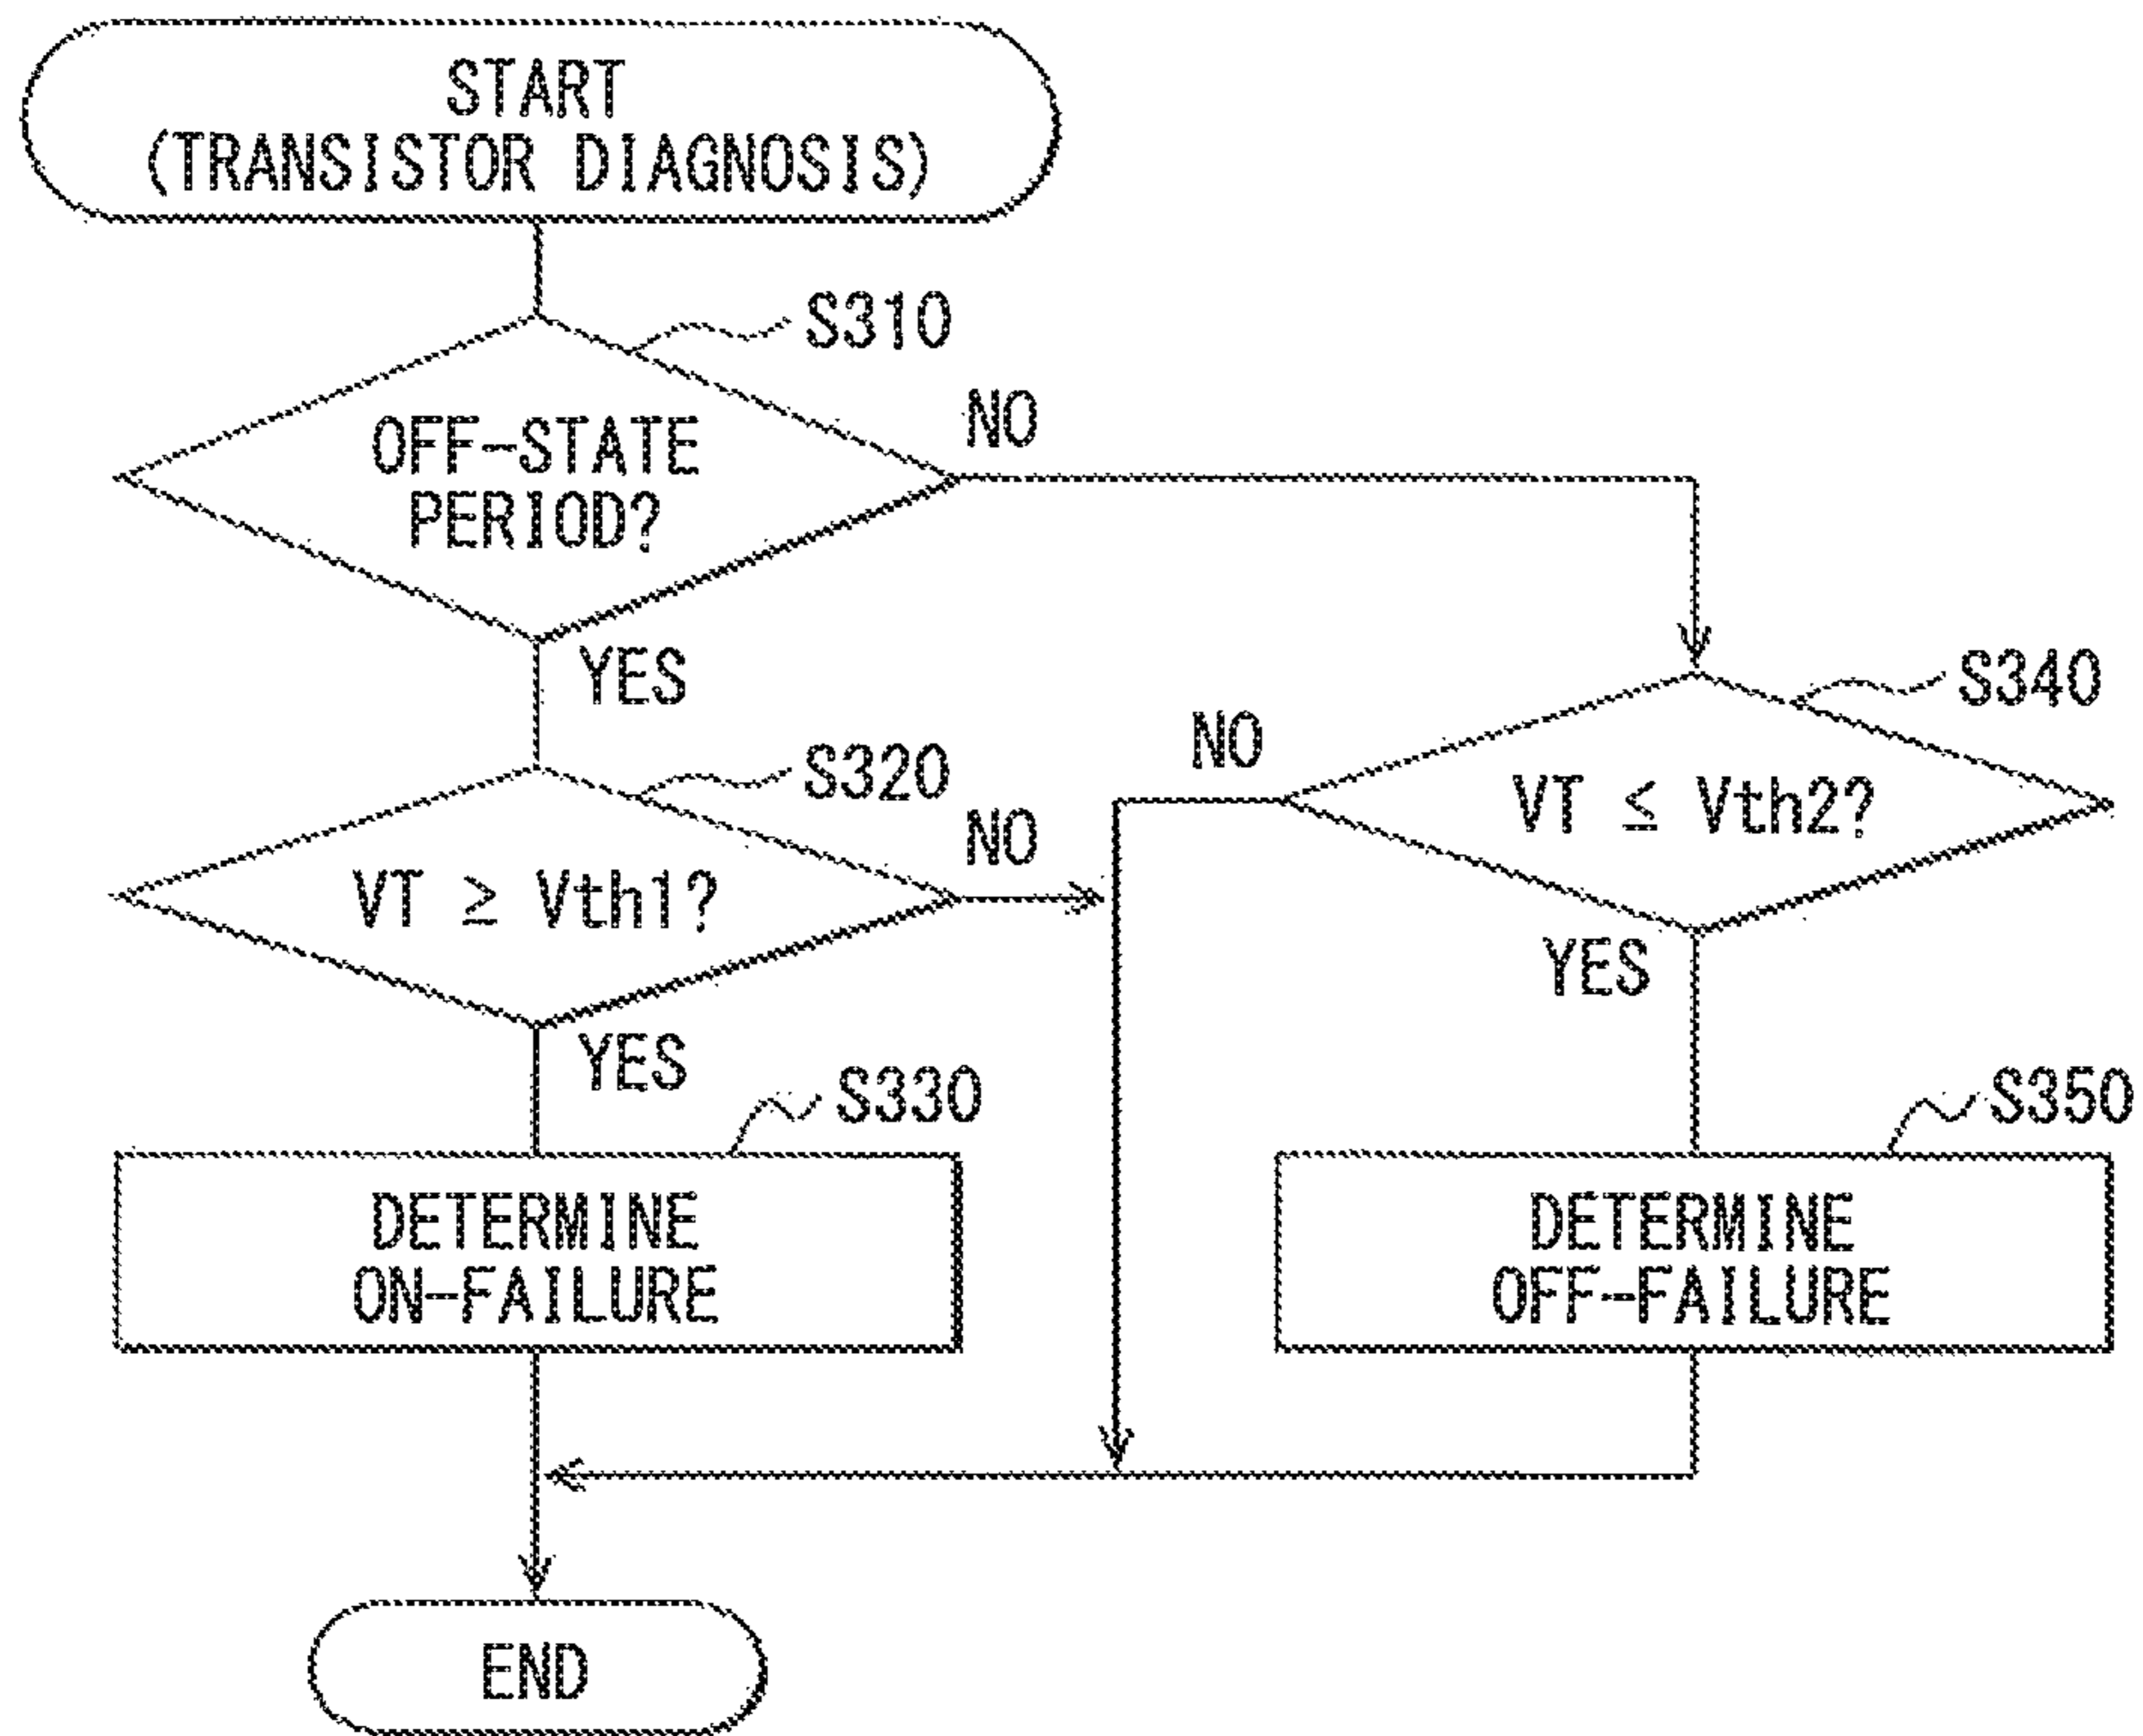 START
(TRANSISTOR DIAGNOSIS)
S310
OFF-STATE
PERIOD?
NO
YES
S320
VT ≥ Vth1?
NO
YES
S330
DETERMINE
ON-FAILURE
S340
VT ≤ Vth2?
NO
YES
S350
DETERMINE
OFF-FAILURE
END